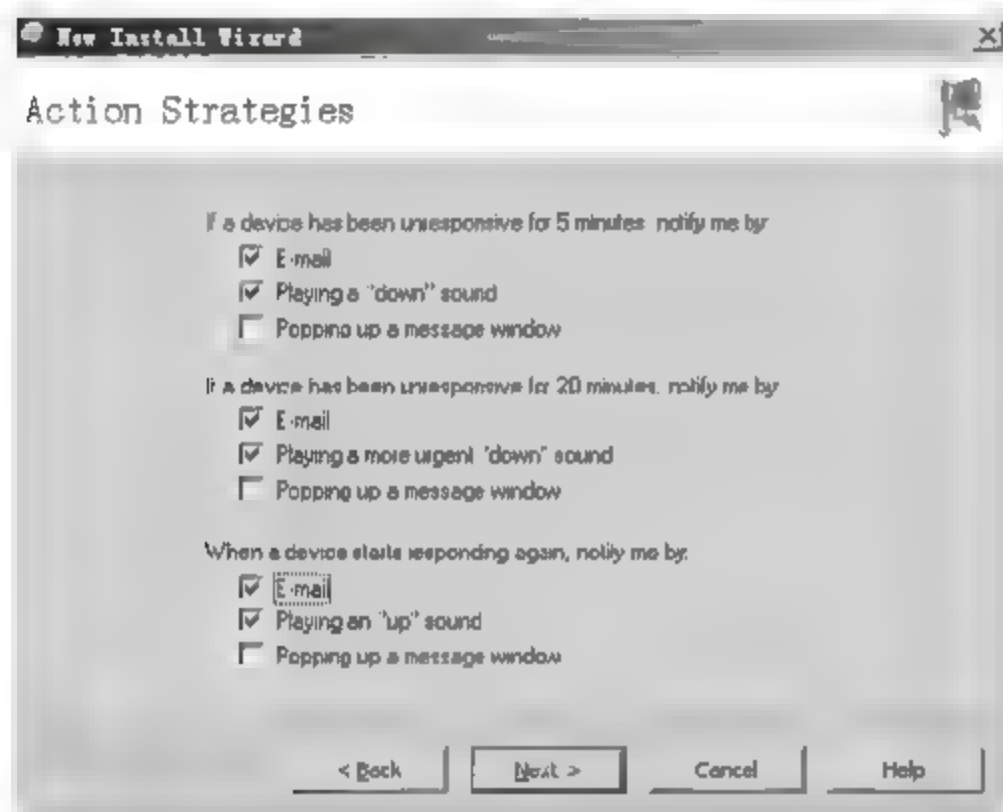 New Install Wizard
Action Strategies
If a device has been unresponsive for 5 minutes, notify me by:
E-mail
Playing a "down" sound
Popping up a message window
If a device has been unresponsive for 20 minutes, notify me by:
E-mail
Playing a more urgent "down" sound
Popping up a message window
When a device starts responding again, notify me by:
E-mail
Playing an "up" sound
Popping up a message window
< Back
Next >
Cancel
Help